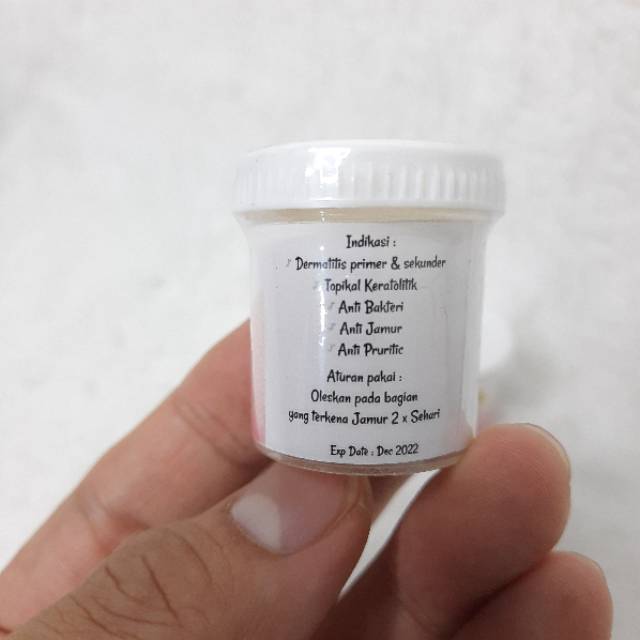 Indikasi :
✓ Dermatitis primer & sekunder
✓ Topikal Keratolitik
✓ Anti Bakteri
✓ Anti Jamur
✓ Anti Pruritic
Aturan pakai :
Oleskan pada bagian
yang terkena Jamur 2 x Sehari
Exp Date : Dec 2022